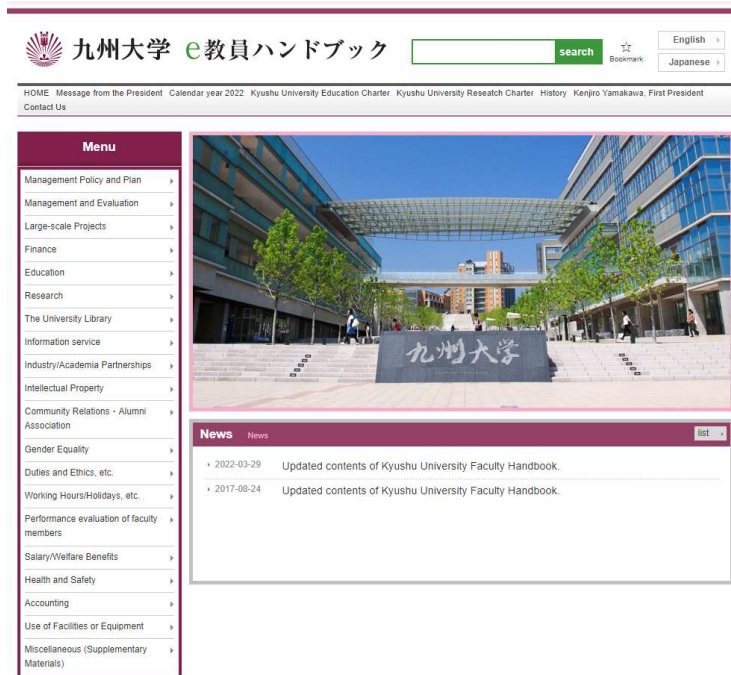 九州大学 e教員ハンドブック
search
Bookmark
English
Japanese
HOME Message from the President Calendar year 2022 Kyushu University Education Charter Kyushu University Reseatch Charter History Kenjiro Yamakawa, First President
Contact Us
Menu
Management Policy and Plan
Management and Evaluation
Large-scale Projects
Finance
Education
Research
The University Library
Information service
Industry/Academia Partnerships
Intellectual Property
Community Relations・Alumni
Association
Gender Equality
Duties and Ethics, etc.
Working Hours/Holidays, etc.
Performance evaluation of faculty
members
Salary/Welfare Benefits
Health and Safety
Accounting
Use of Facilities or Equipment
Miscellaneous (Supplementary
Materials)
九州大学
News News
list
2022-03-29 Updated contents of Kyushu University Faculty Handbook.
2017-08-24 Updated contents of Kyushu University Faculty Handbook.